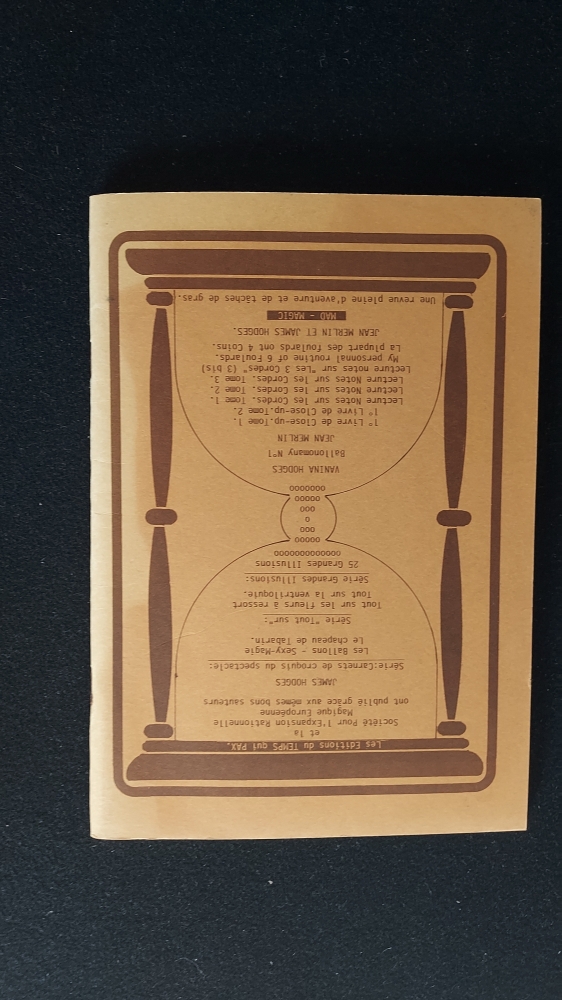 Les Editions du TEMPS qui PAX.
et la
Société Pour l'Expansion Rationnelle
Magique Européenne
ont publié grâce aux mêmes bons sauteurs
JAMES HODGES
Série:Carnets de croquis du spectacle:
Les Ballons - Sexy-Magie
Le chapeau de Tabarin.
Série "Tout sur":
Tout sur les fleurs à ressort
Tout sur la ventriloquie.
Série Grandes Illusions:
25 Grandes Illusions
ooooooooooooo
ooooo
ooo
o
ooo
ooooo
ooooooo
VANINA HODGES
Ballonomany N°1
JEAN MERLIN
1° Livre de Close-up.Tome 1.
1° Livre de Close-up.Tome 2.
Lecture Notes sur les Cordes. Tome 1.
Lecture Notes sur les Cordes. Tome 2.
Lecture Notes sur les Cordes. Tome 3.
Lecture notes sur "Les 3 Cordes" (3 bis)
My personnal routine of 6 Foulards.
La plupart des foulards ont 4 Coins.
JEAN MERLIN ET JAMES HODGES.
MAD - MAGIC
Une revue pleine d'aventure et de tâches de gras.